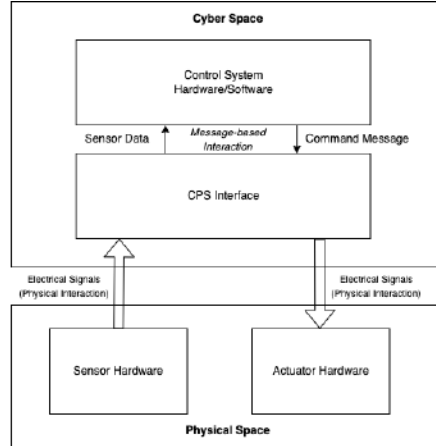 Cyber Space
Control System
Hardware/Software
Sensor Data
Message-based
Interaction
Command Message
CPS Interface
Electrical Signals
(Physical Interaction)
Electrical Signals
(Physical Interaction)
Sensor Hardware
Actuator Hardware
Physical Space